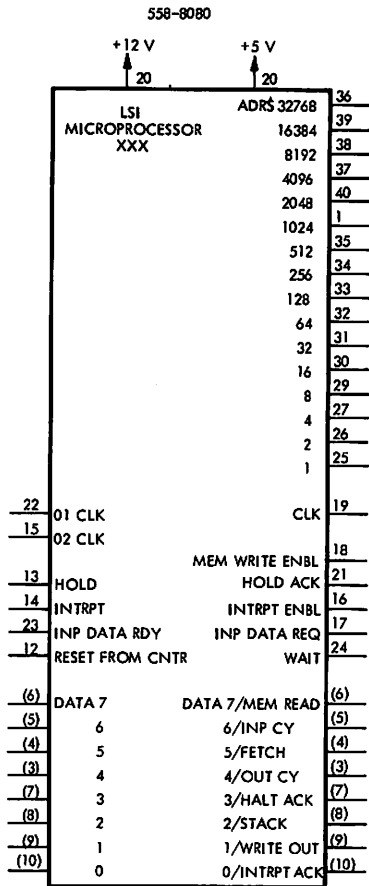 558-8080
+12 V +5 V
20 20
LSI
MICROPROCESSOR
XXX
ADRS 32768 36
16384 39
8192 38
4096 37
2048 40
1024 1
512 35
256 34
128 33
64 32
32 31
16 30
8 29
4 27
2 26
1 25
22 01 CLK CLK 19
15 02 CLK
MEM WRITE ENBL 18
13 HOLD HOLD ACK 21
14 INTRPT INTRPT ENBL 16
23 INP DATA RDY INP DATA REQ 17
12 RESET FROM CNTR WAIT 24
(6) DATA 7 DATA 7/MEM READ (6)
(5) 6 6/INP CY (5)
(4) 5 5/FETCH (4)
(3) 4 4/OUT CY (3)
(7) 3 3/HALT ACK (7)
(8) 2 2/STACK (8)
(9) 1 1/WRITE OUT (9)
(10) 0 0/INTRPT ACK (10)